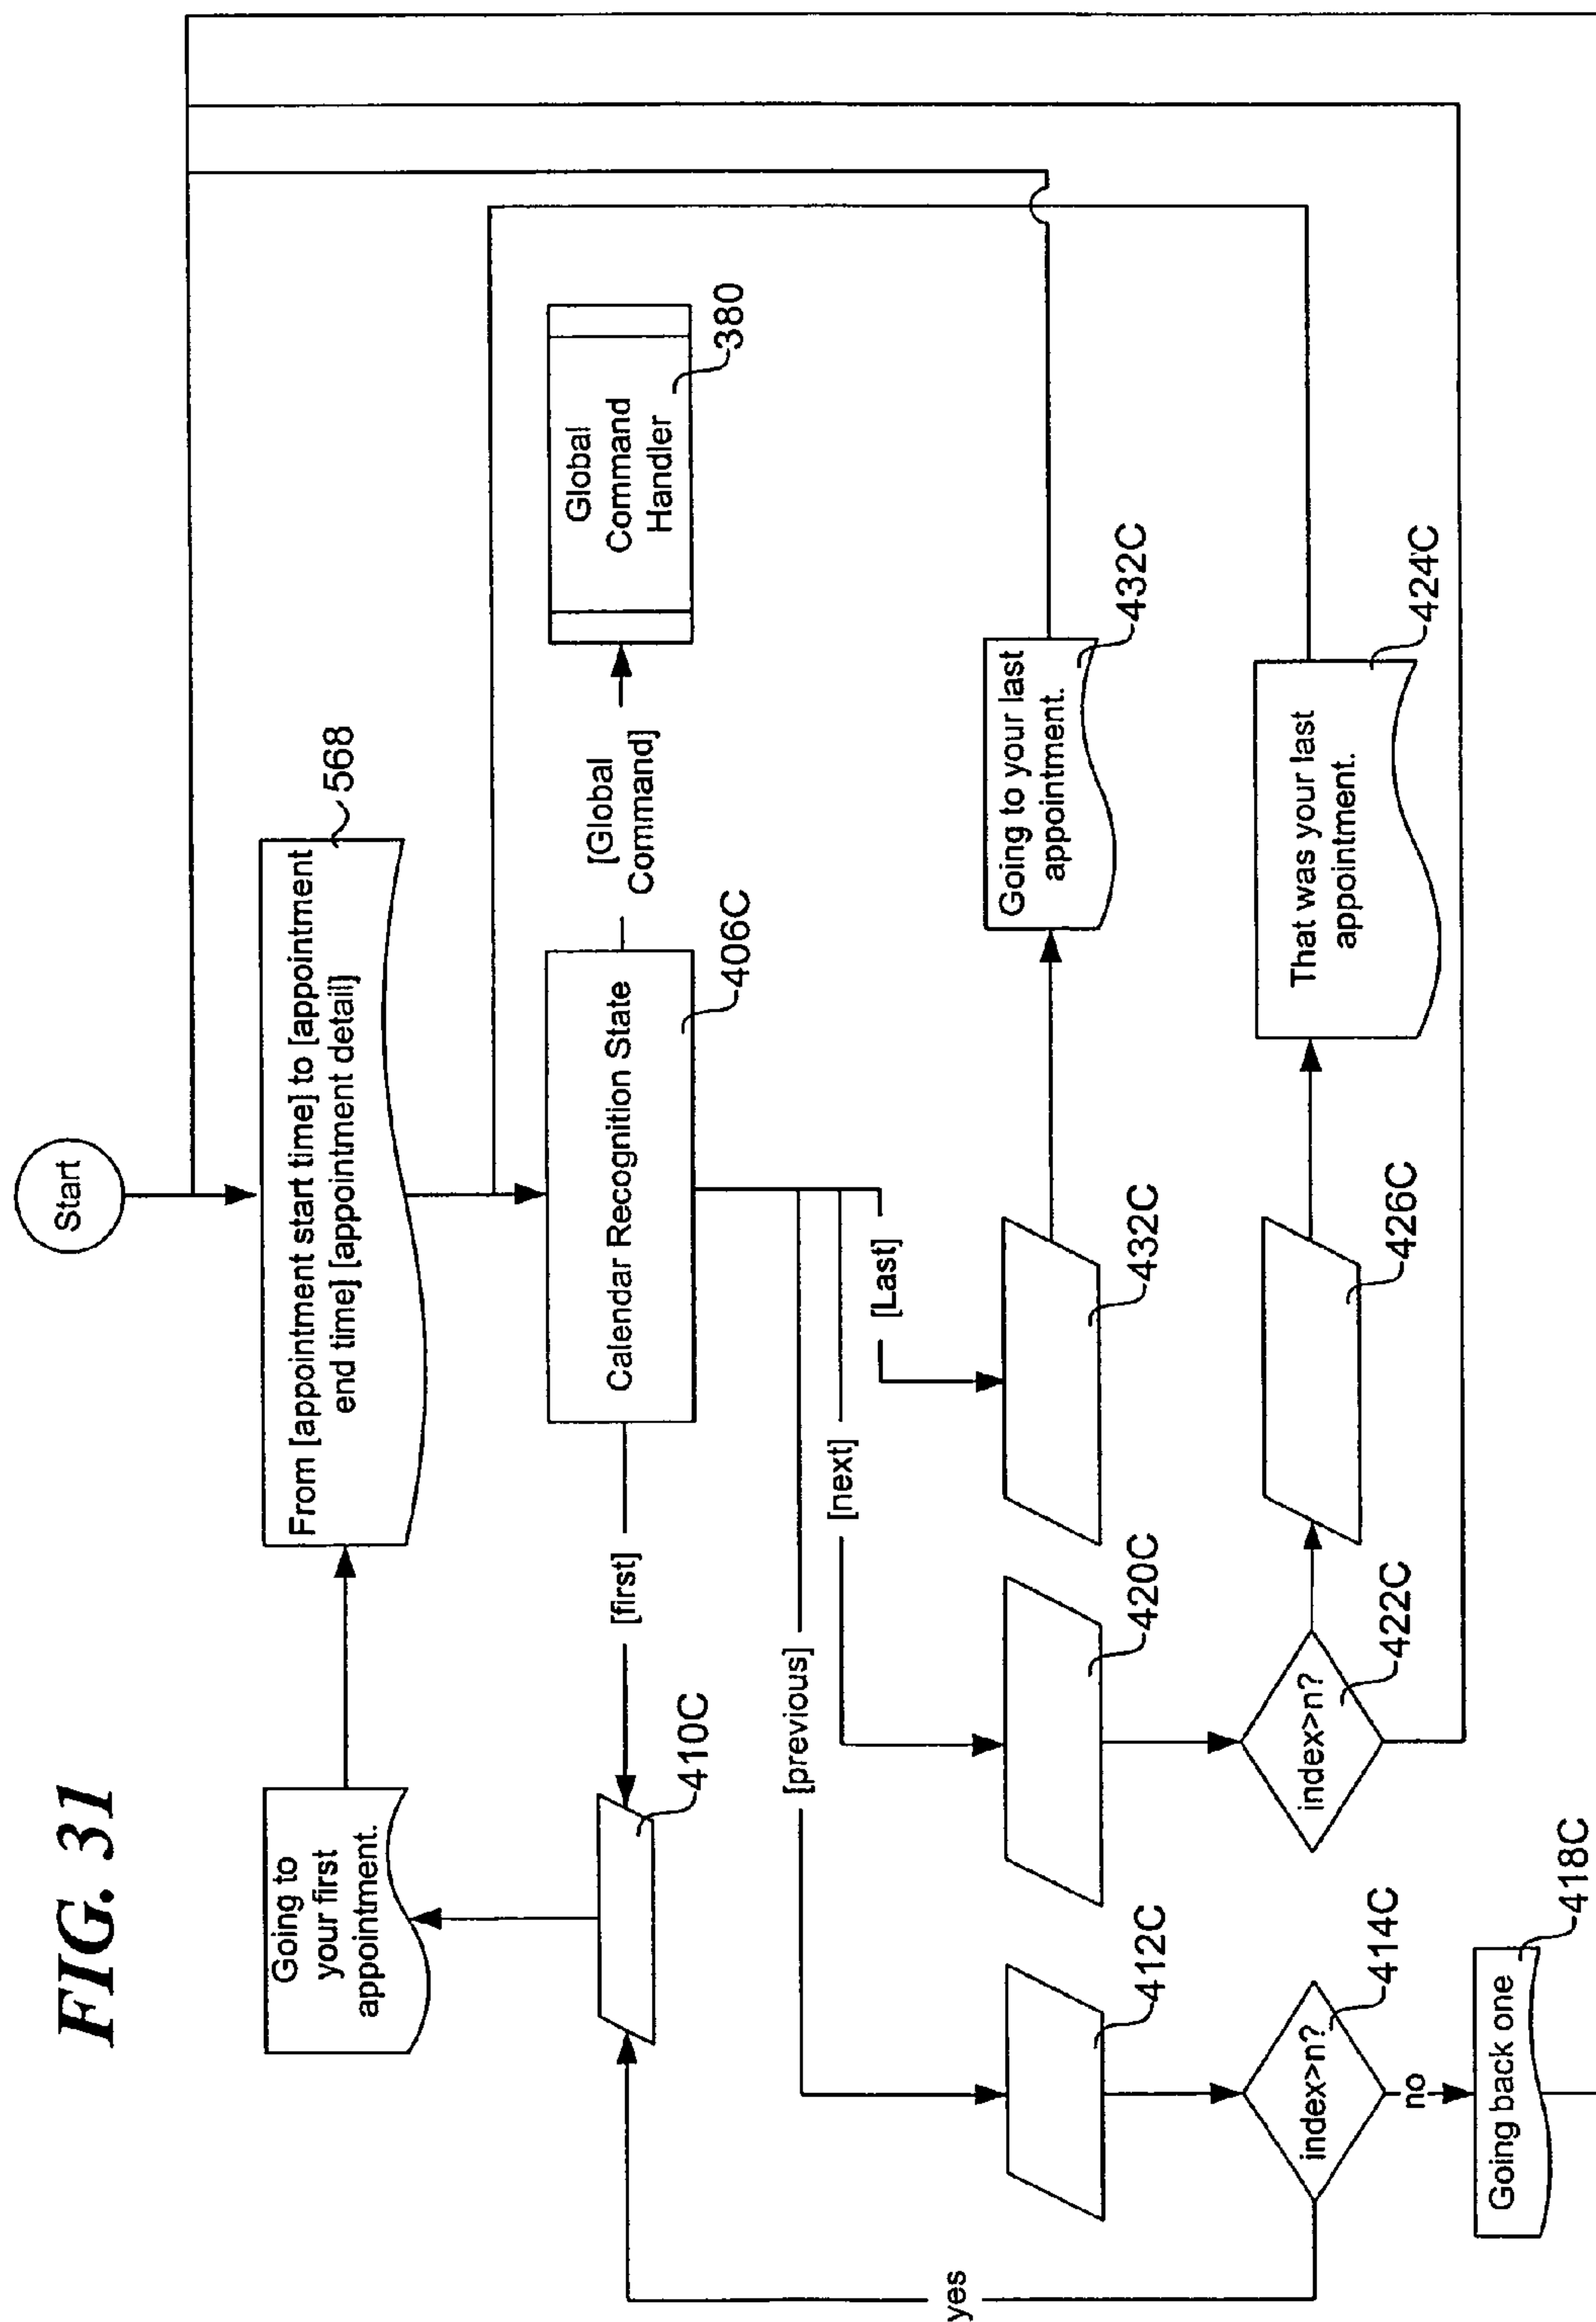 FIG. 31
Start
From [appointment start time] to [appointment
end time] [appointment detail]
568
Going to
your first
appointment.
Calendar Recognition State
406C
[Global
Command]
Global
Command
Handler
380
[first]
410C
[previous]
[next]
[Last]
412C
420C
432C
Going to your last
appointment.
432C
index>n?
414C
index>n?
422C
426C
That was your last
appointment.
424C
yes
no
Going back one
418C